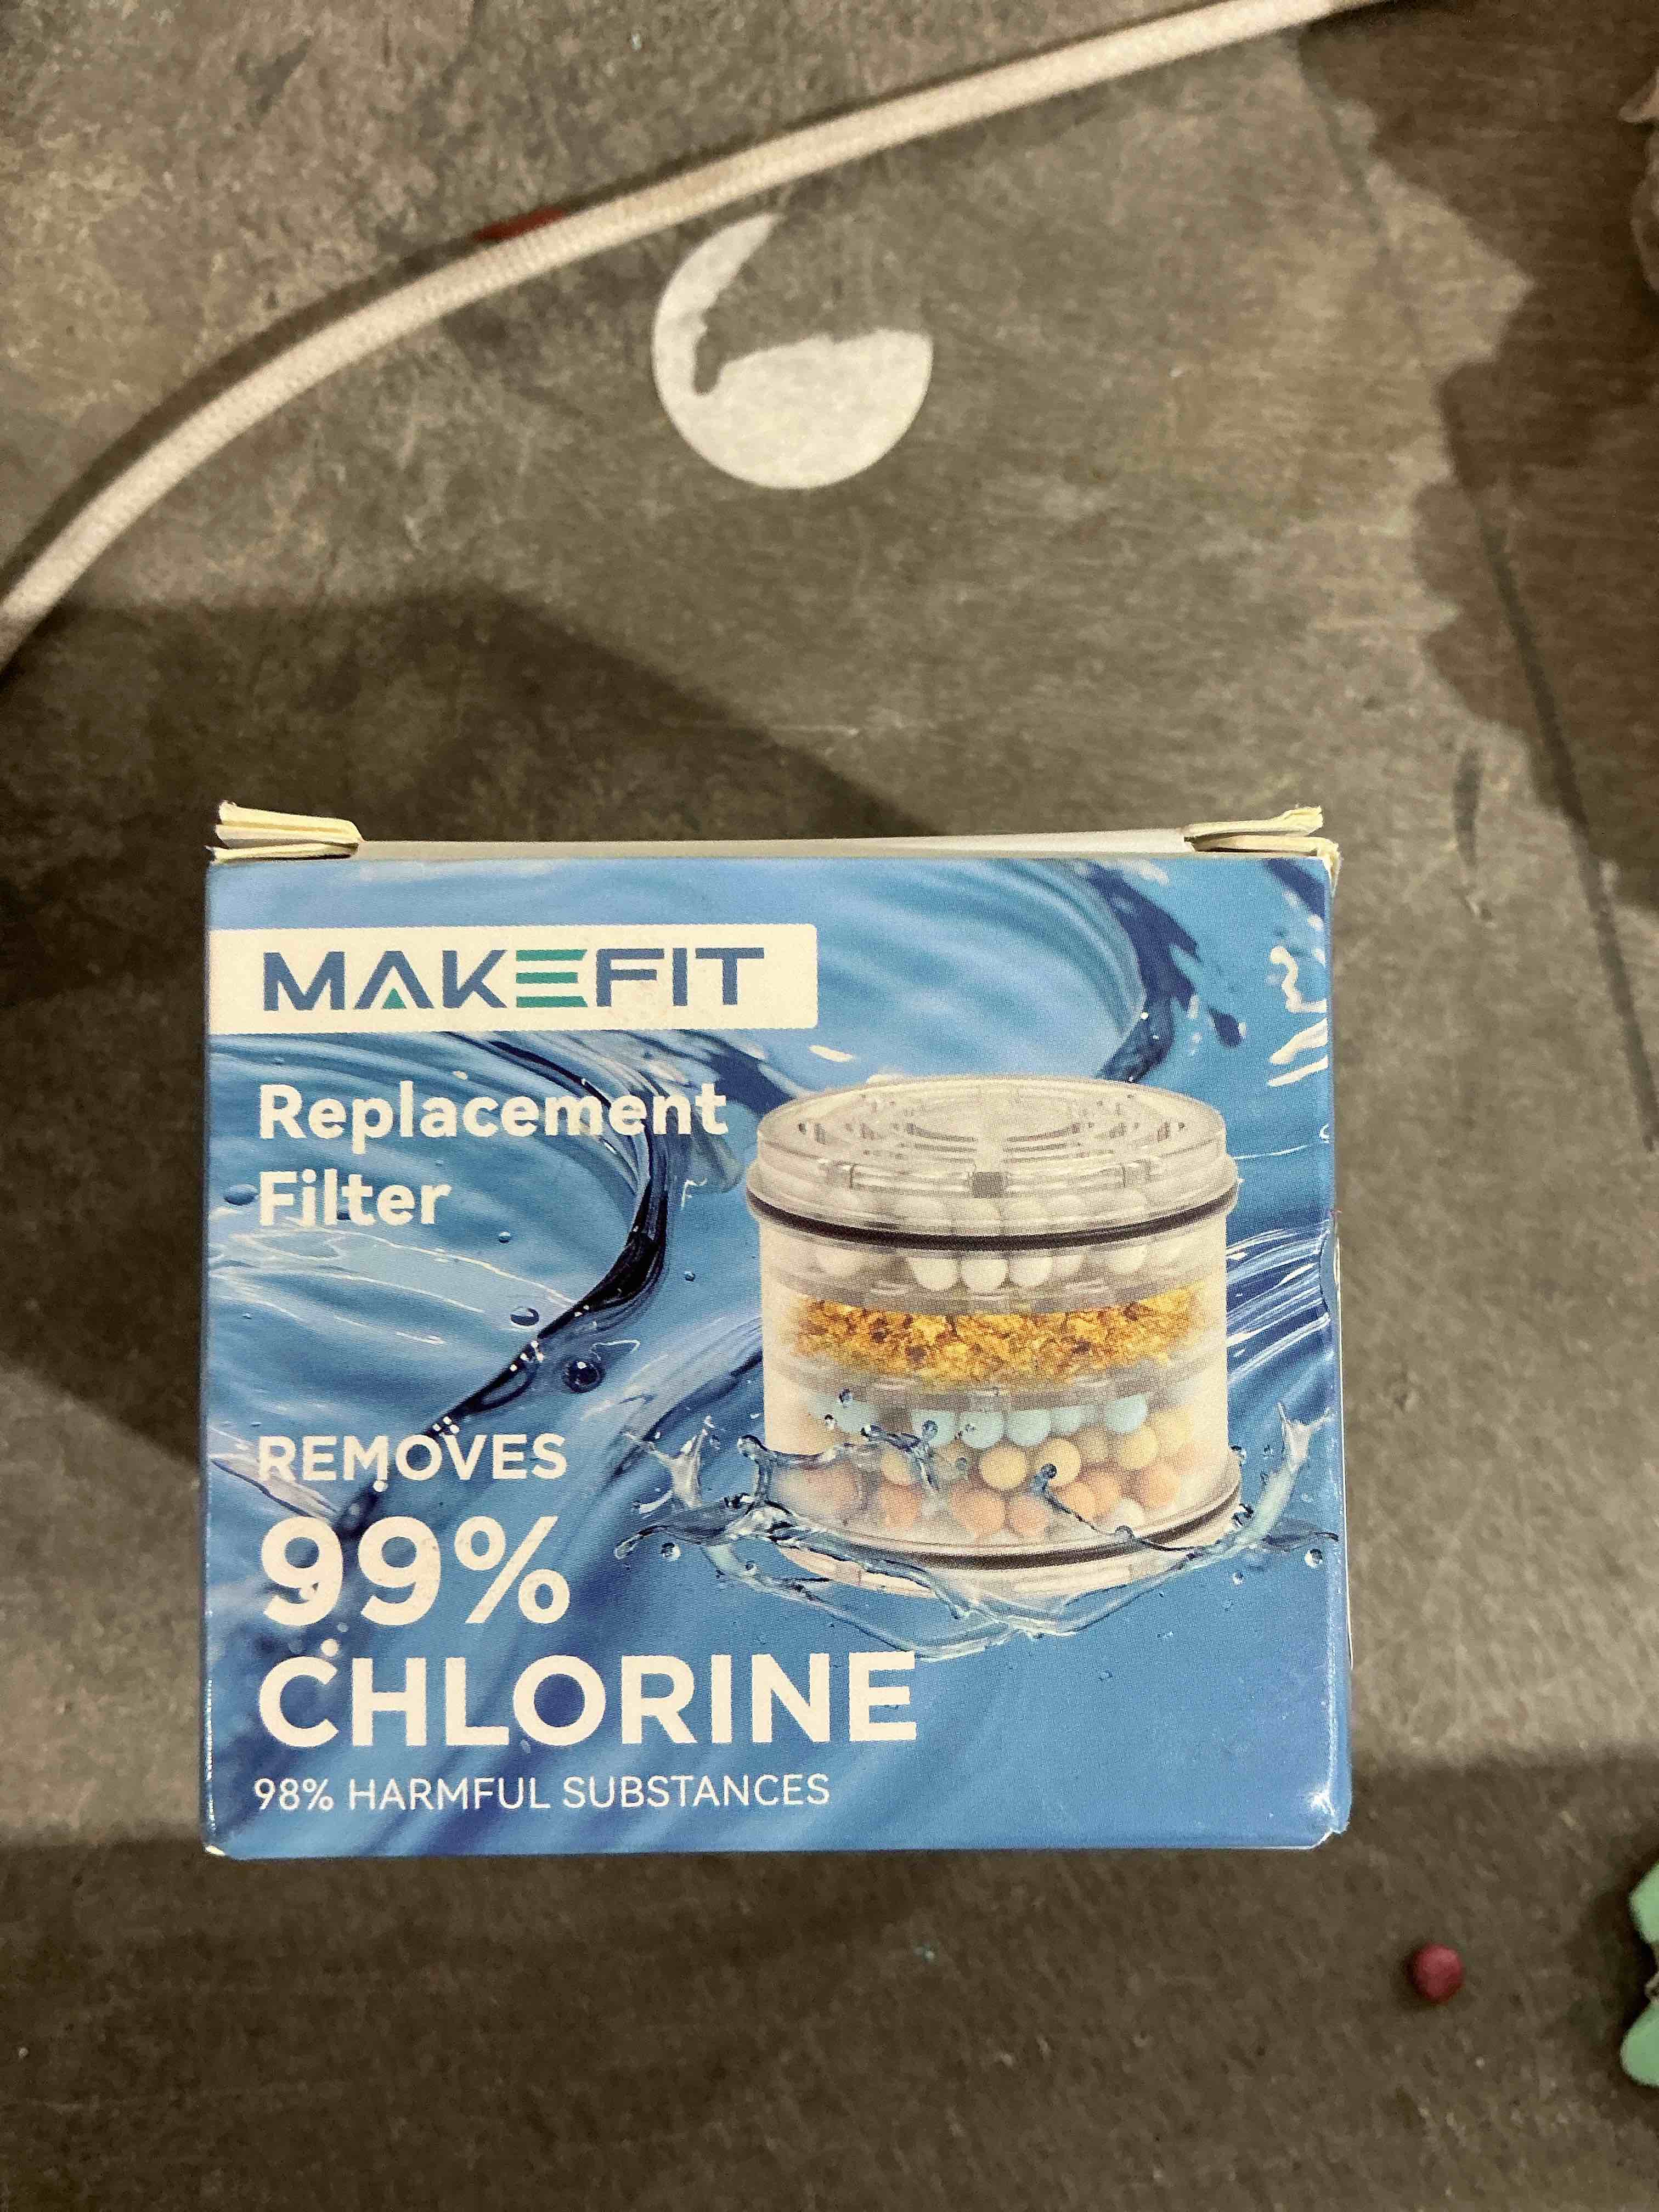 MAKEFIT
Replacement
Filter
REMOVES
99%
CHLORINE
98% HARMFUL SUBSTANCES